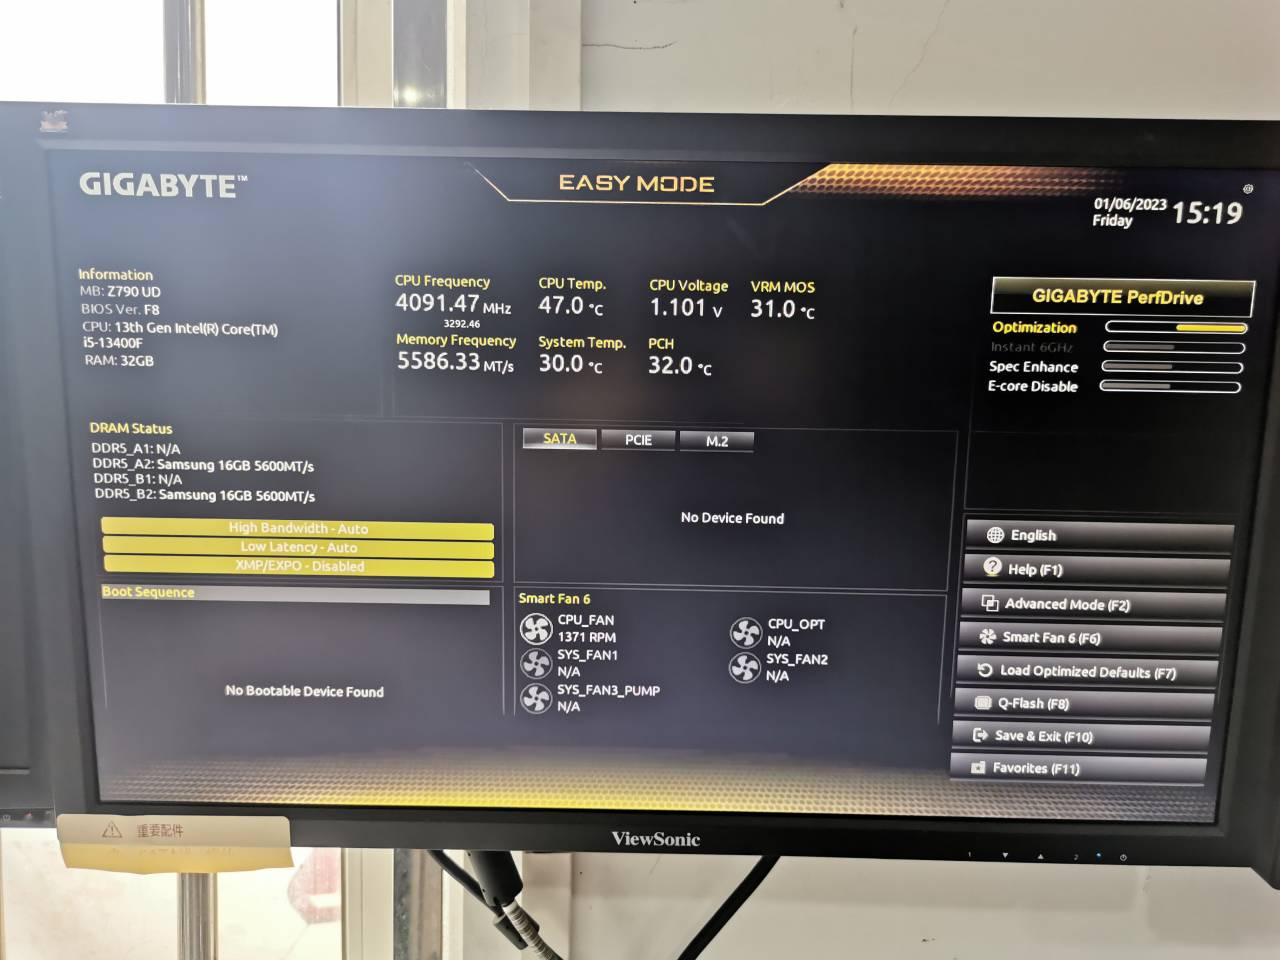 GIGABYTE™
EASY MODE
01/06/2023
Friday
15:19
Information
MB: Z790 UD
BIOS Ver. F8
CPU: 13th Gen Intel(R) Core(TM)
i5-13400F
RAM: 32GB
CPU Frequency
4091.47 MHz
3292.46
CPU Temp.
47.0 °C
CPU Voltage
1.101 V
VRM MOS
31.0 °C
Memory Frequency
5586.33 MT/s
System Temp.
30.0 °C
PCH
32.0 °C
GIGABYTE PerfDrive
Optimization
Instant 6GHz
Spec Enhance
E-core Disable
DRAM Status
DDR5_A1: N/A
DDR5_A2: Samsung 16GB 5600MT/s
DDR5_B1: N/A
DDR5_B2: Samsung 16GB 5600MT/s
High Bandwidth - Auto
Low Latency - Auto
XMP/EXPO - Disabled
SATA
PCIE
M.2
No Device Found
Boot Sequence
No Bootable Device Found
Smart Fan 6
CPU_FAN
1371 RPM
CPU_OPT
N/A
SYS_FAN1
N/A
SYS_FAN2
N/A
SYS_FAN3_PUMP
N/A
English
Help (F1)
Advanced Mode (F2)
Smart Fan 6 (F6)
Load Optimized Defaults (F7)
Q-Flash (F8)
Save & Exit (F10)
Favorites (F11)
重要配件
ViewSonic
1
2